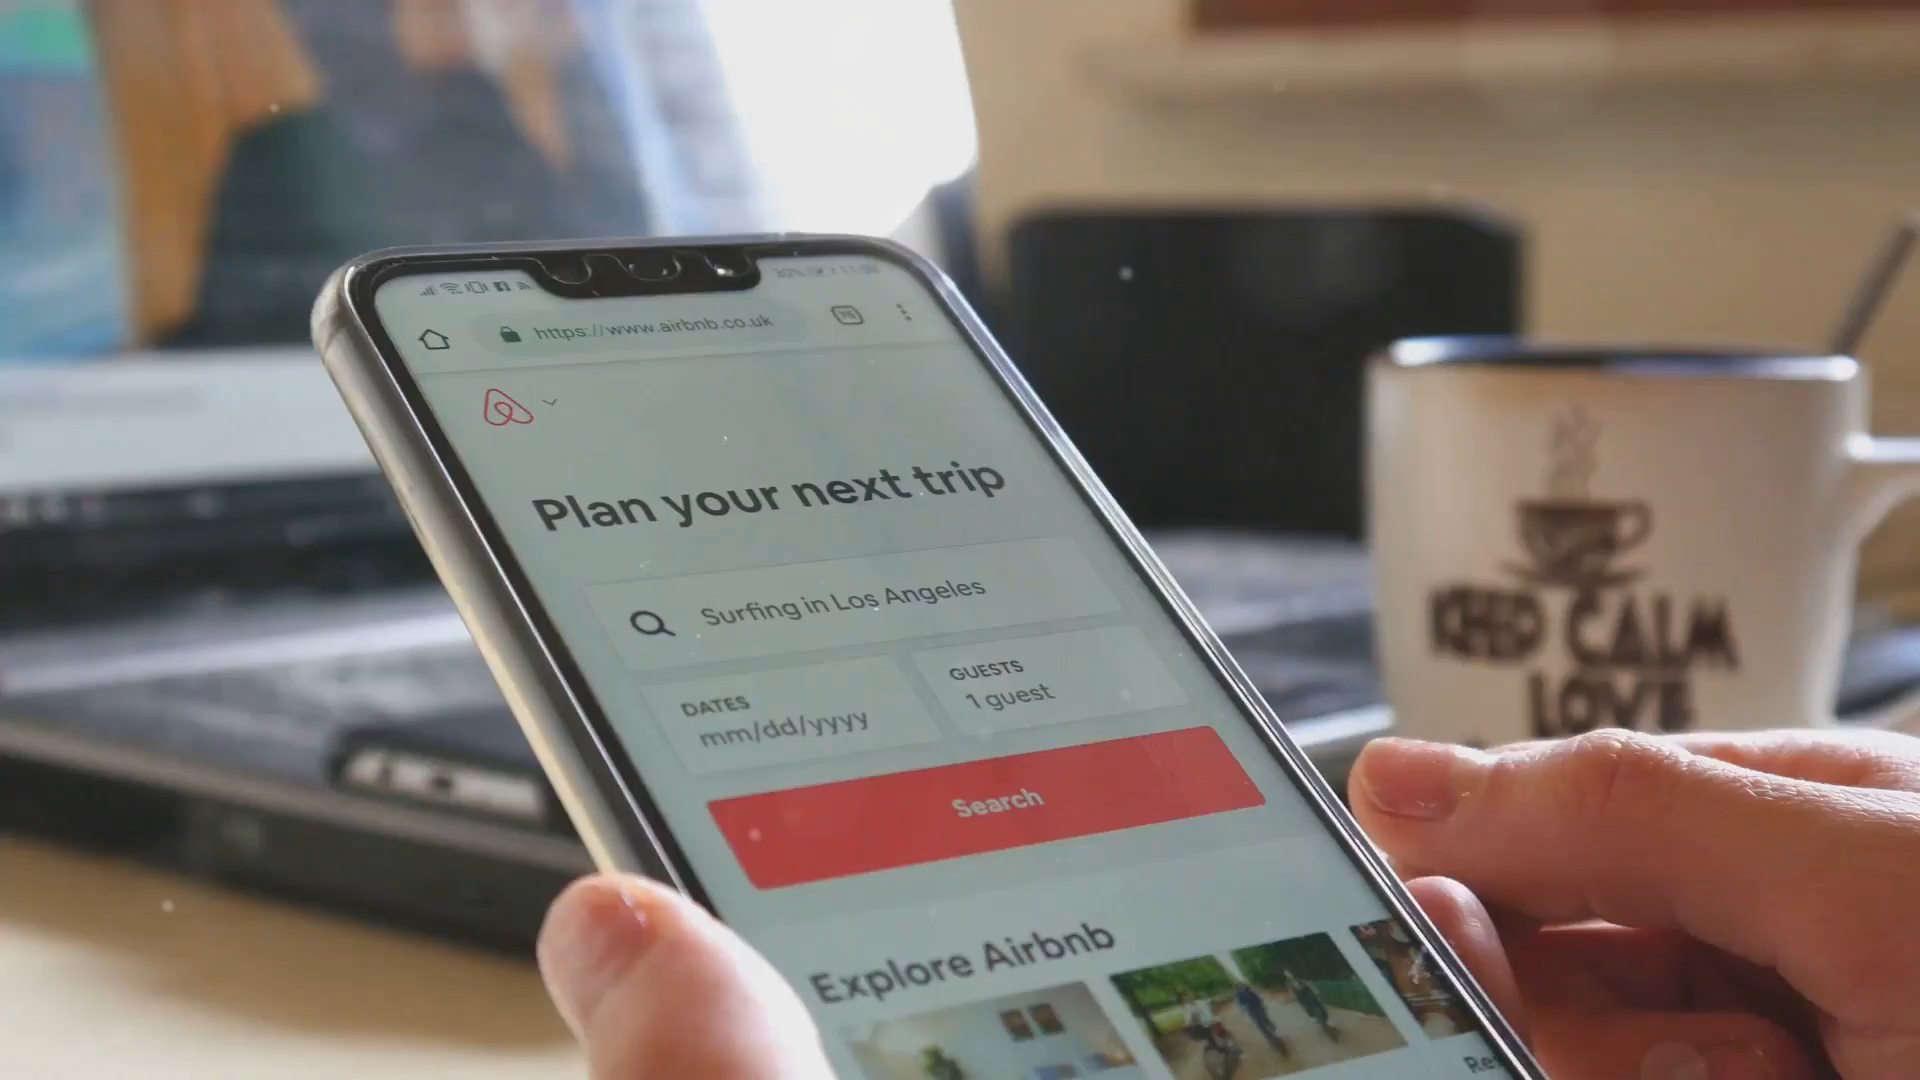 https://www.airbnb.co.uk
Plan your next trip
Surfing in Los Angeles
DATES
mm/dd/yyyy
GUESTS
1 guest
Search
Explore Airbnb
KEEP CALM
LOVE